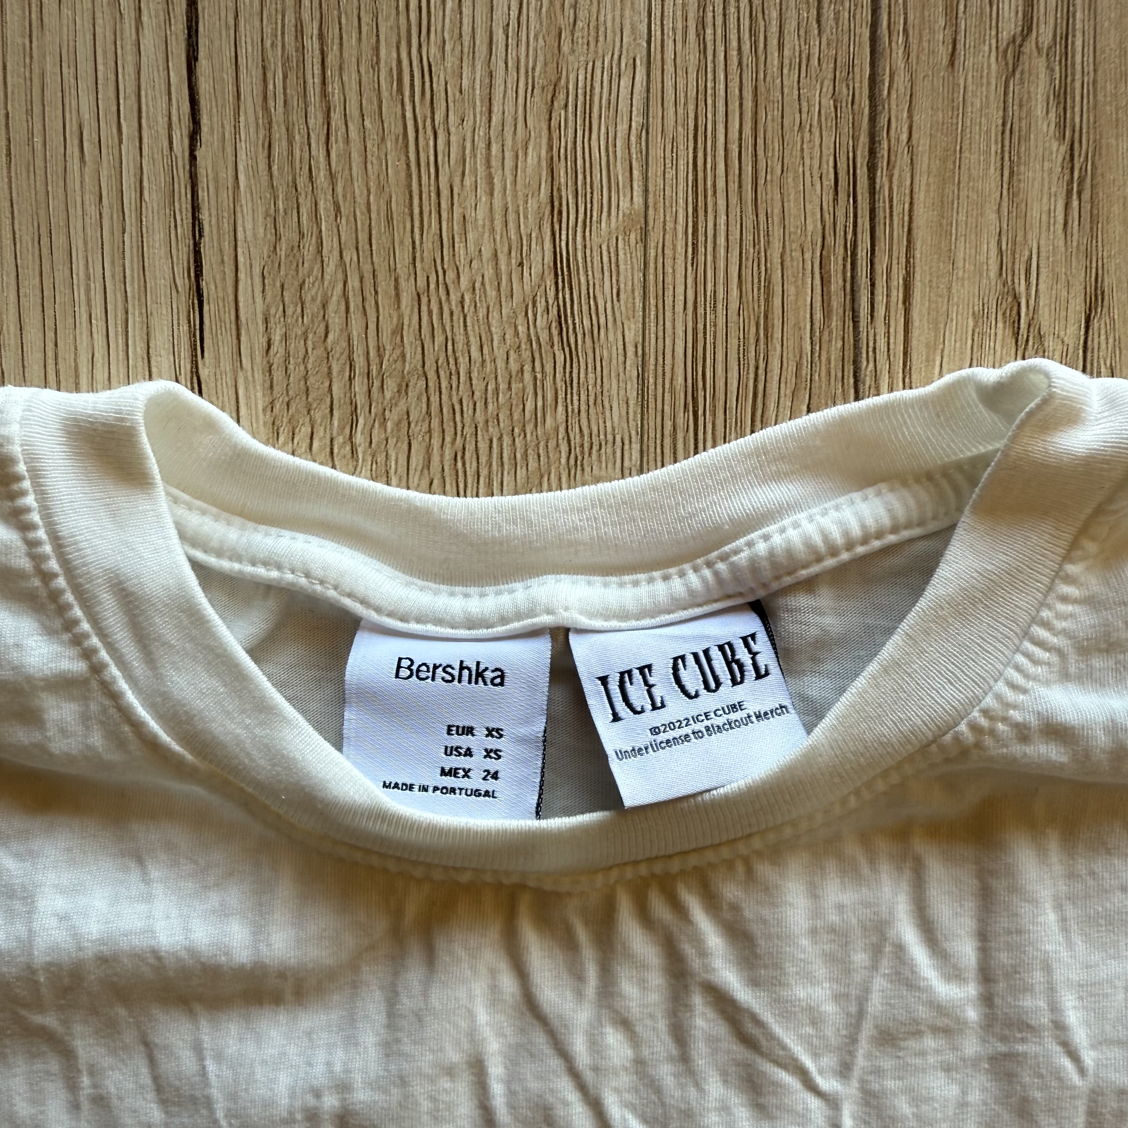 Bershka
EUR XS
USA XS
MEX 24
MADE IN PORTUGAL
ICE CUBE
©2022 ICE CUBE
Under License to Blackout Merch